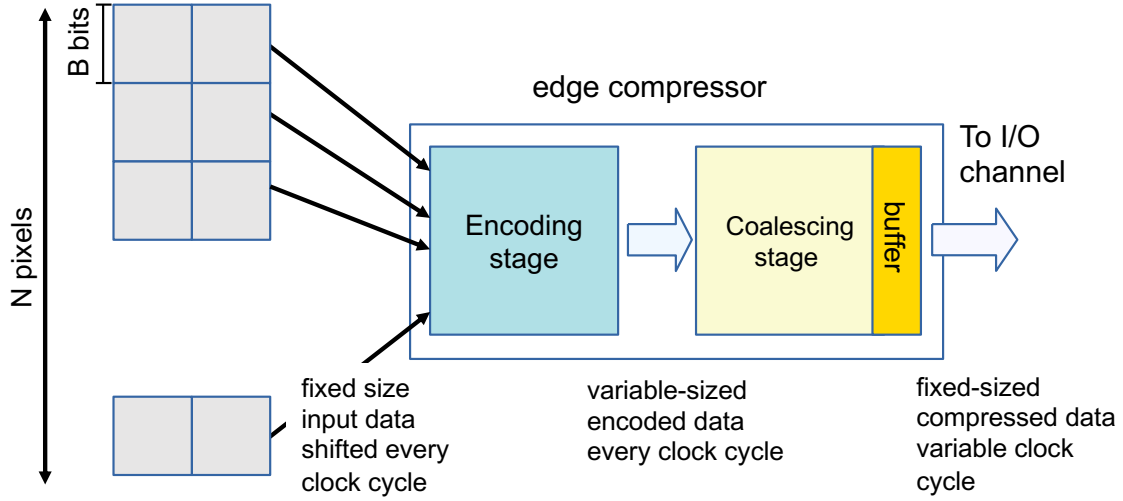 B bits
N pixels
edge compressor
To I/O
channel
Encoding
stage
Coalescing
stage
buffer
fixed size
input data
shifted every
clock cycle
variable-sized
encoded data
every clock cycle
fixed-sized
compressed data
variable clock
cycle